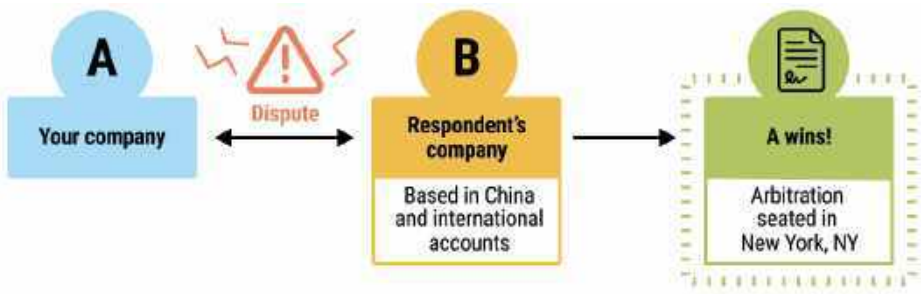 A
Your company
Dispute
B
Respondent's
company
Based in China
and international
accounts
A wins!
Arbitration
seated in
New York, NY